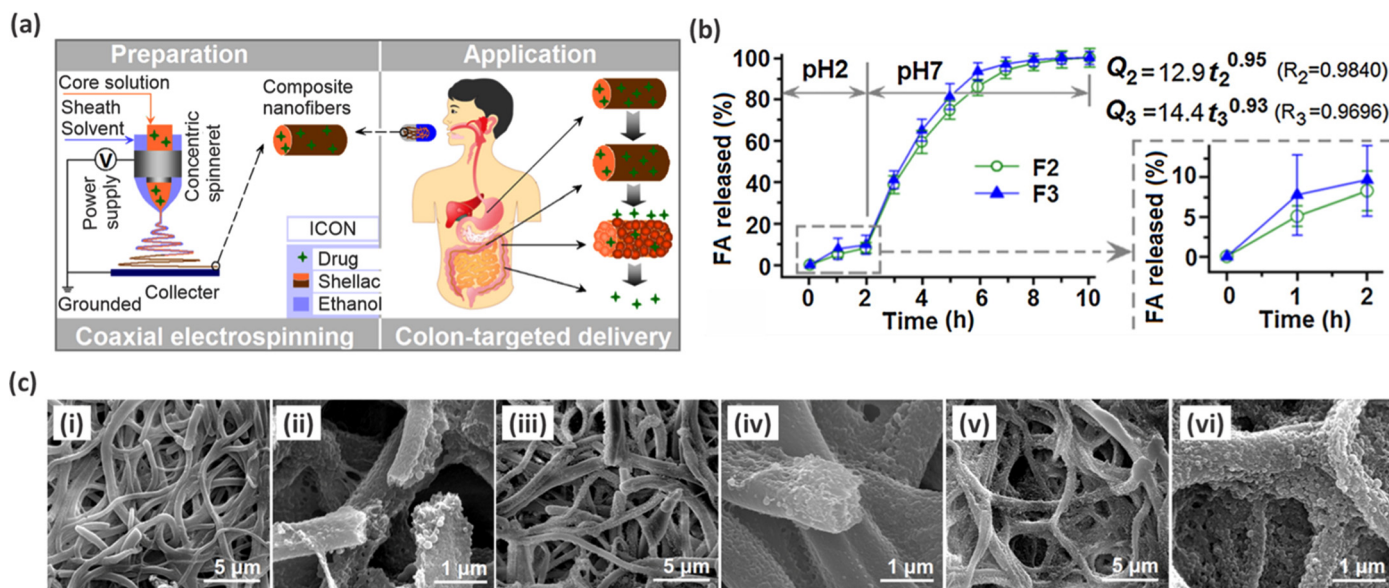 (a)
Preparation
Application
Core solution
Sheath
Solvent
Composite
nanofibers
V
Power
supply
Concentric
spinneret
ICON
Drug
Shellac
Ethanol
Grounded
Collecter
Coaxial electrospinning
Colon-targeted delivery
(b)
FA released (%)
100
80
60
40
20
0
pH2
pH7
F2
F3
0 2 4 6 8 10
Time (h)
Q2 = 12.9 t2^0.95 (R2=0.9840)
Q3 = 14.4 t3^0.93 (R3=0.9696)
FA released (%)
10
5
0
0 1 2
Time (h)
(c)
(i)
5 µm
(ii)
1 µm
(iii)
5 µm
(iv)
1 µm
(v)
5 µm
(vi)
1 µm